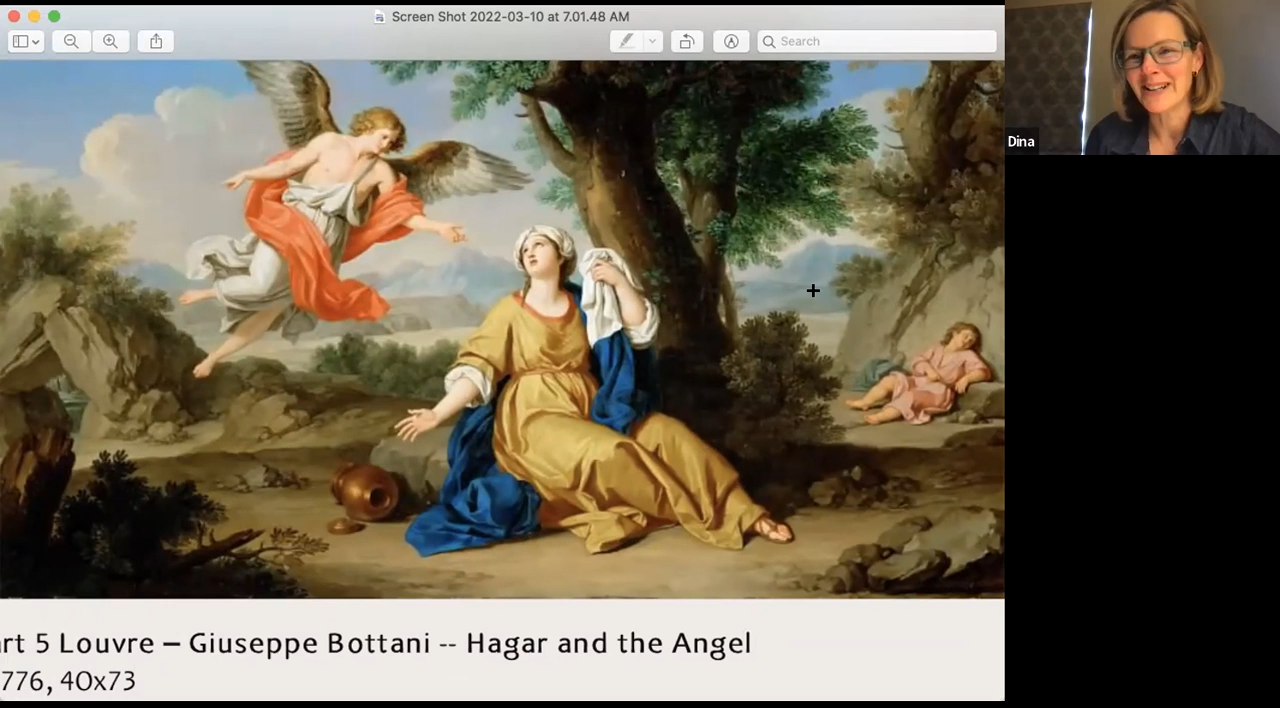 Screen Shot 2022-03-10 at 7.01.48 AM
Search
Dina
rt 5 Louvre – Giuseppe Bottani -- Hagar and the Angel
776, 40x73